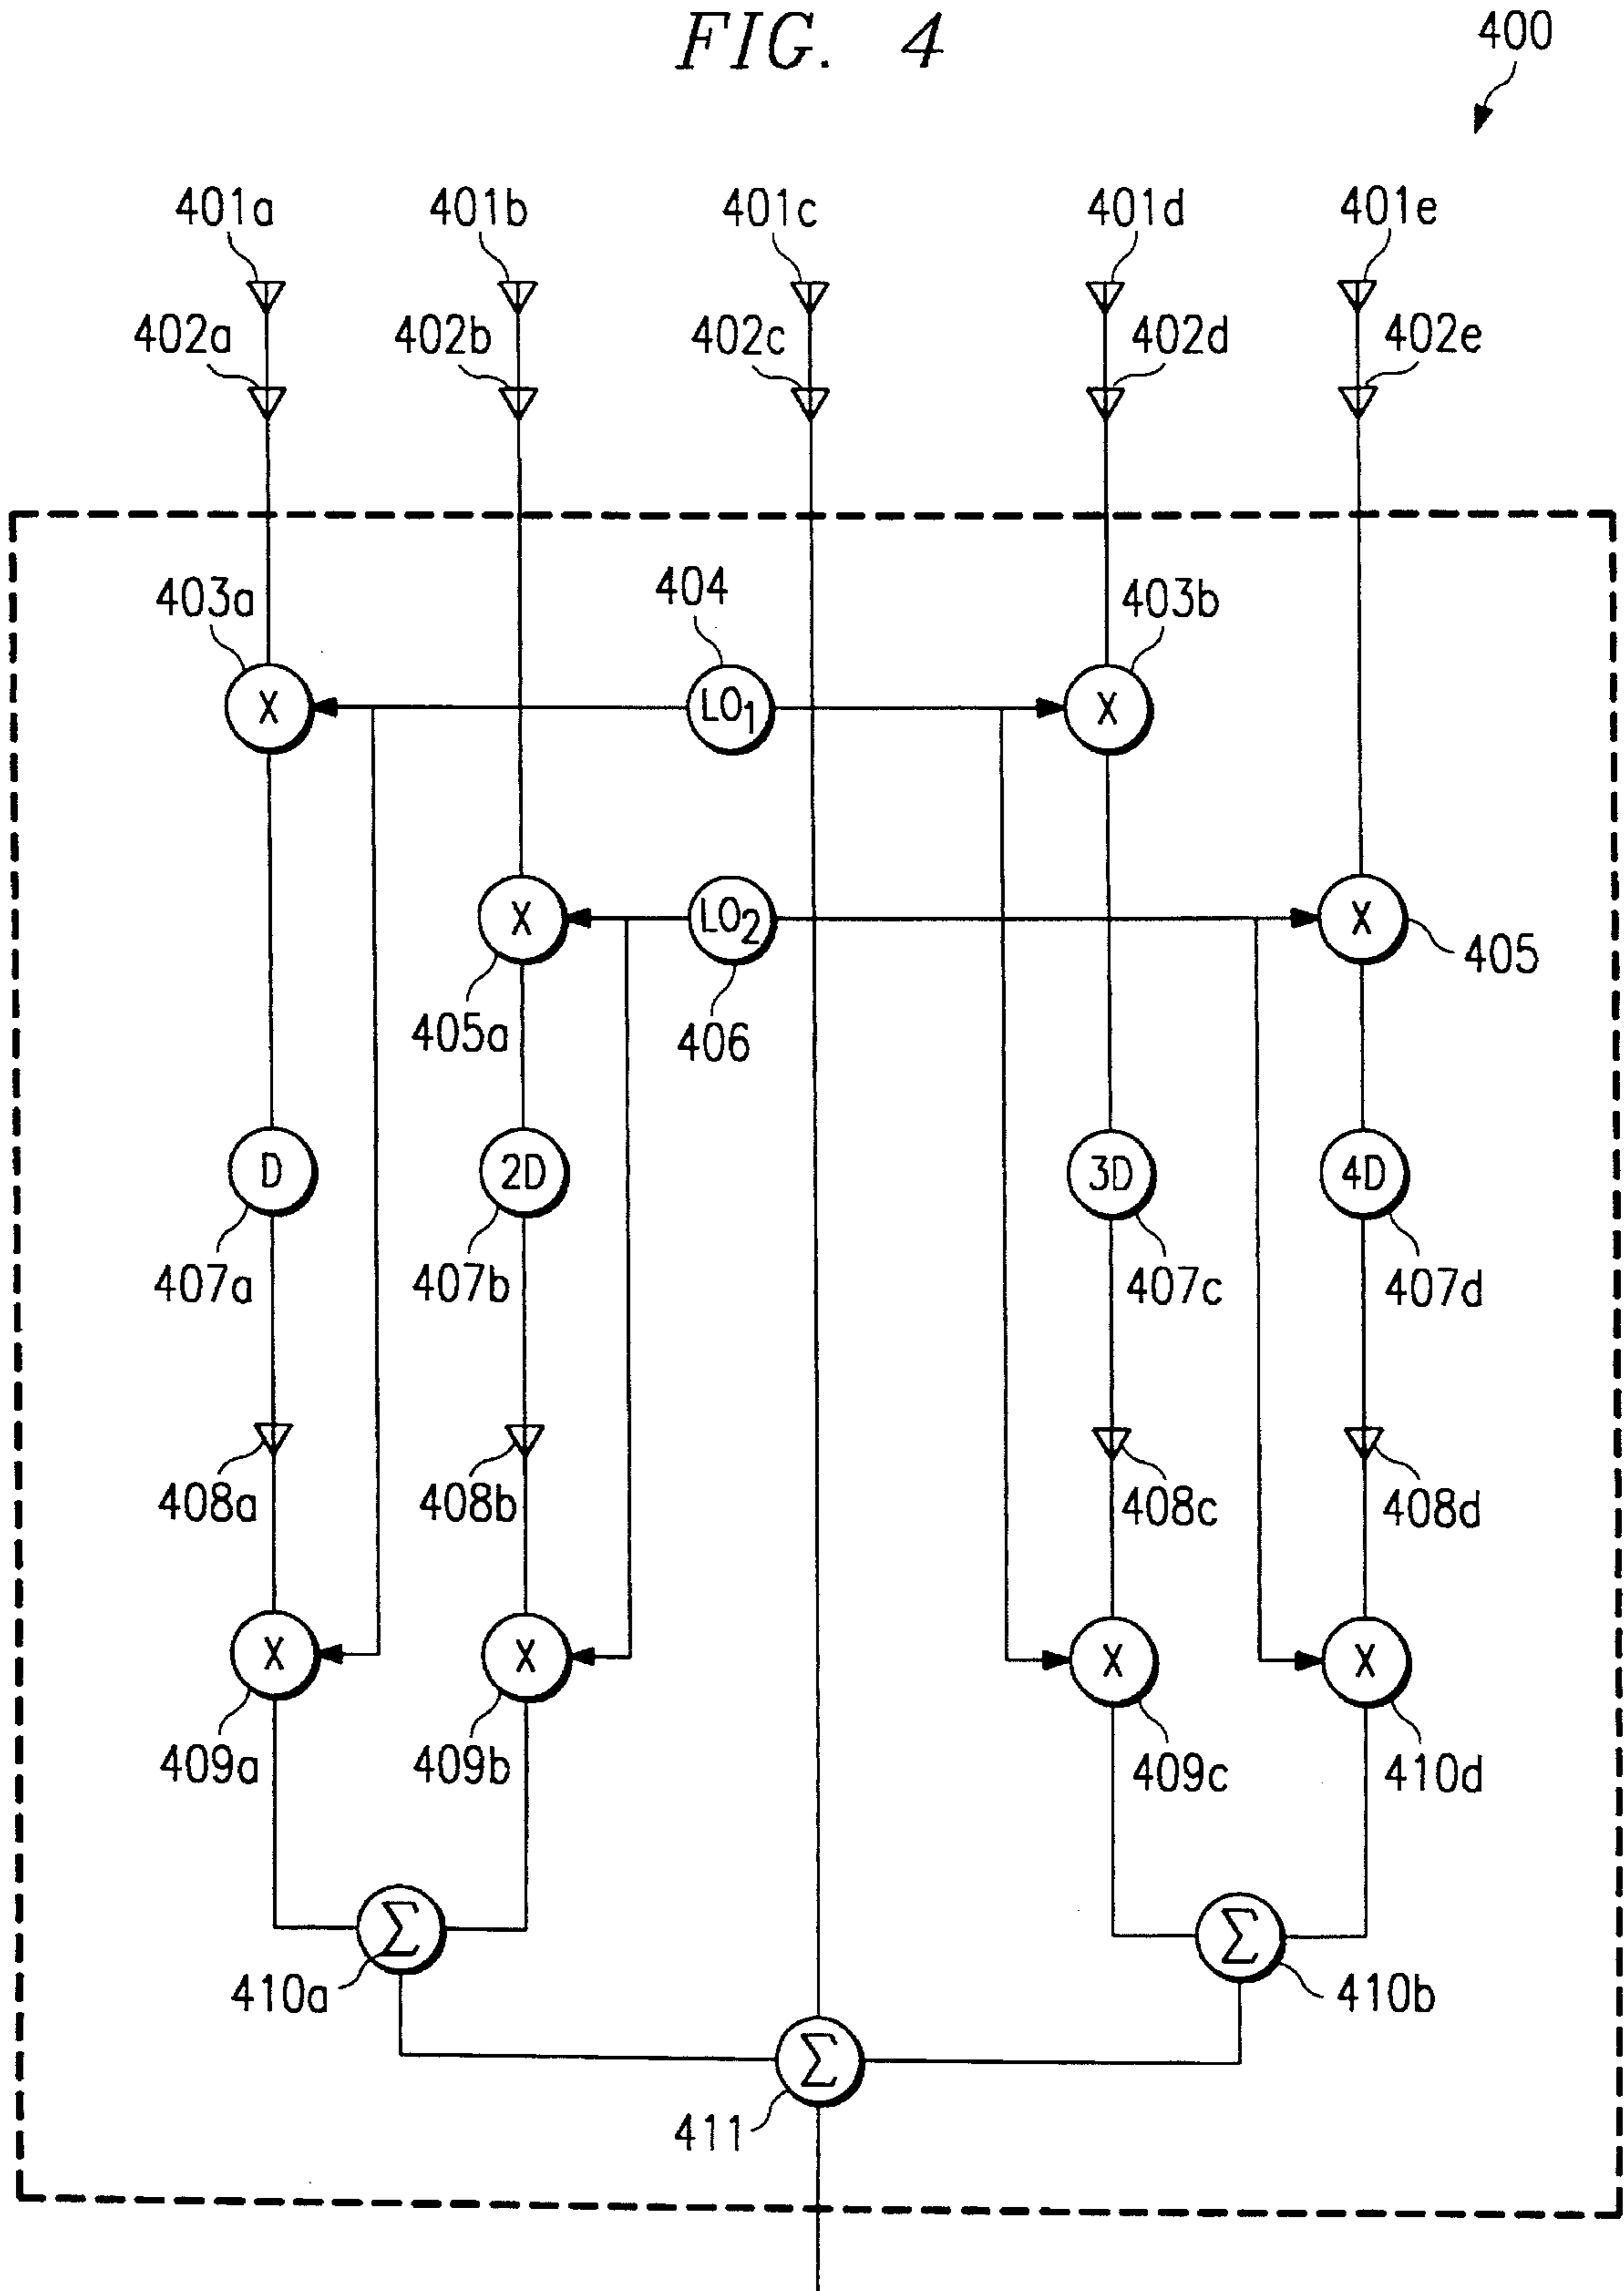 FIG. 4
400
401a 401b 401c 401d 401e
402a 402b 402c 402d 402e
403a 404 403b
X LO1 X
X LO2 X
405a 406 405
D 2D 3D 4D
407a 407b 407c 407d
408a 408b 408c 408d
X X X X
409a 409b 409c 410d
Σ Σ
410a 410b
Σ
411